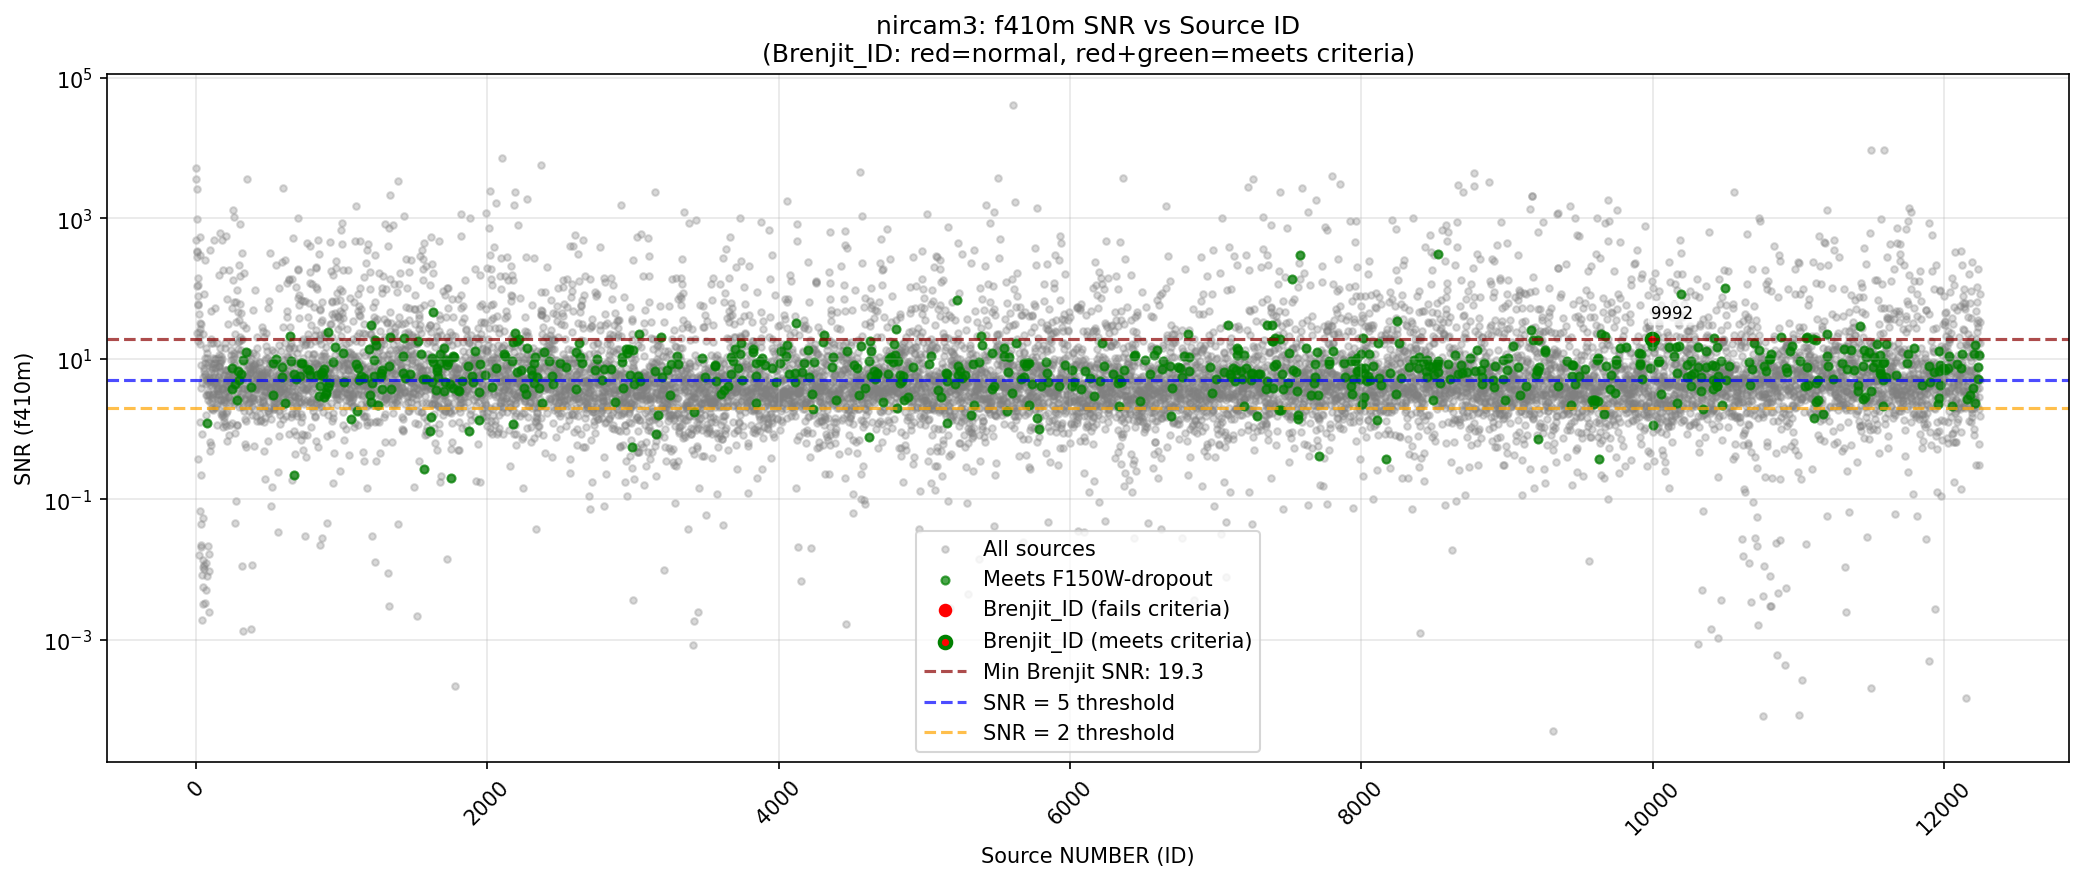 nircam3: f410m SNR vs Source ID
(Brenjit_ID: red=normal, red+green=meets criteria)
SNR (f410m)
10^5
10^3
10^1
10^-1
10^-3
9992
All sources
Meets F150W-dropout
Brenjit_ID (fails criteria)
Brenjit_ID (meets criteria)
Min Brenjit SNR: 19.3
SNR = 5 threshold
SNR = 2 threshold
0
2000
4000
6000
8000
10000
12000
Source NUMBER (ID)